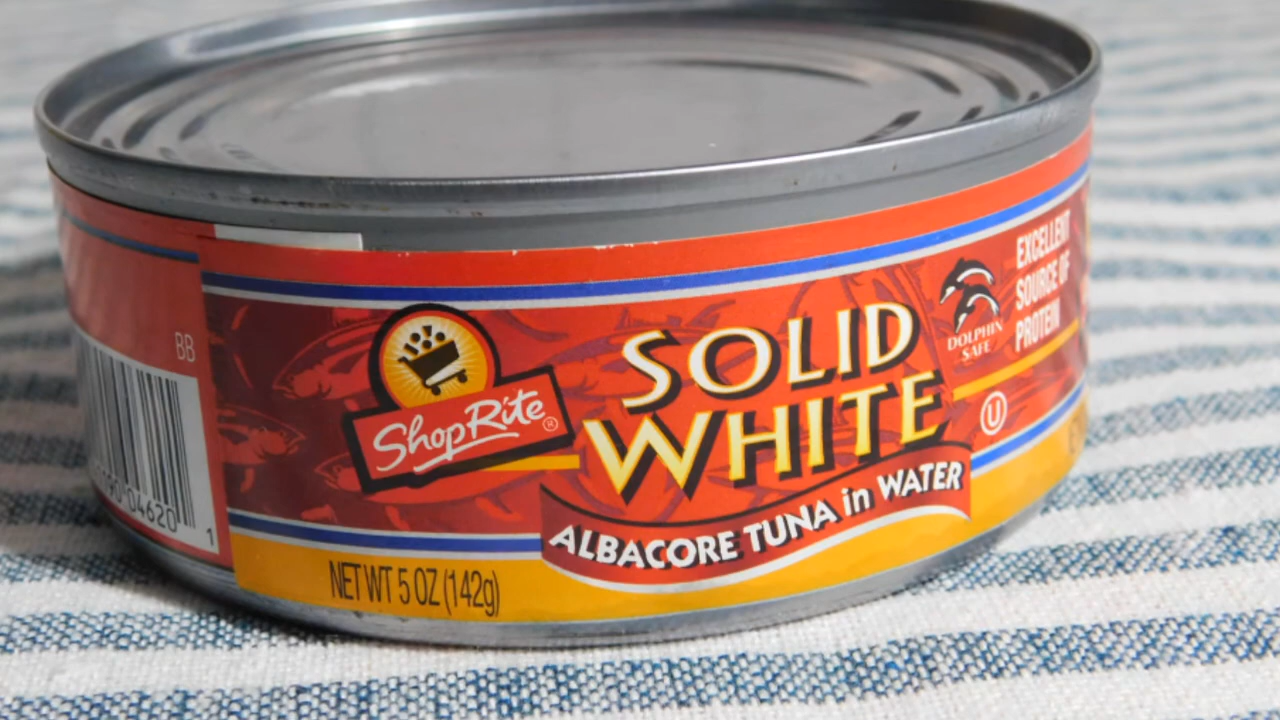 BB
04620
1
ShopRite®
SOLID
WHITE
ALBACORE TUNA in WATER
NET WT 5 OZ (142g)
DOLPHIN
SAFE
EXCELLENT
SOURCE OF
PROTEIN
U